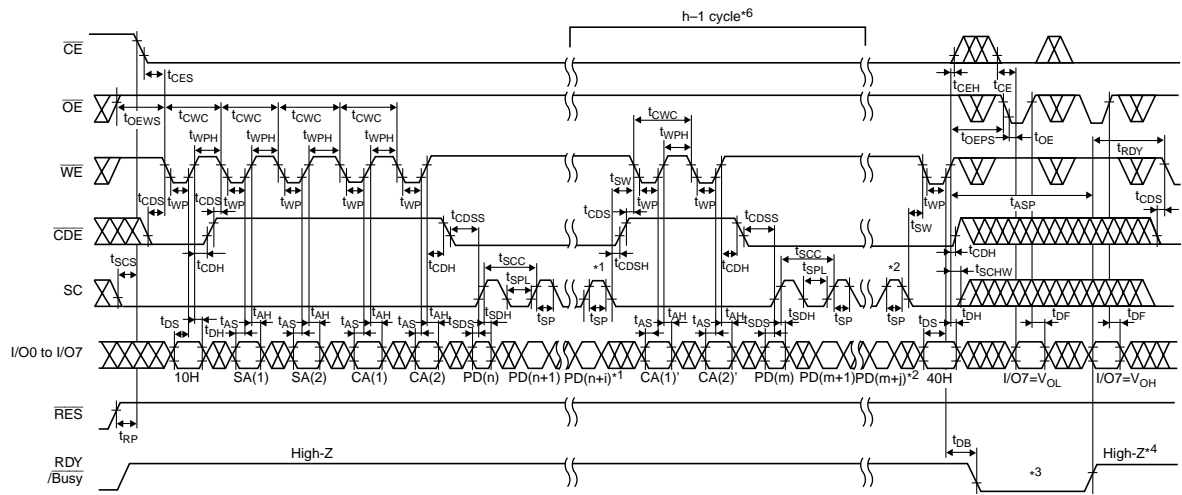 h–1 cycle*6
CE
tCES
tCEH
tCE
OE
tOEWS
tCWC
tCWC
tCWC
tCWC
tCWC
tOEPS
tOE
tWPH
tWPH
tWPH
tWPH
tWPH
tRDY
WE
tCDS
tCDS
tWP
tWP
tWP
tWP
tWP
tSW
tCDS
tWP
tWP
tSW
tWP
tASP
tCDS
CDE
tCDH
tCDH
tCDSS
tCDSH
tCDH
tCDSS
tCDH
tSCS
tSCC
tSPL
tSP
*1
tSP
tSCC
tSPL
tSP
*2
tSP
tSCHW
SC
tDS
tDH
tAS
tAH
tAS
tAH
tAS
tAH
tAS
tAH
tSDS
tSDH
tAS
tAH
tAS
tAH
tSDS
tSDH
tDS
tDH
tDF
tDF
I/O0 to I/O7
10H
SA(1)
SA(2)
CA(1)
CA(2)
PD(n)
PD(n+1)
PD(n+i)*1
CA(1)'
CA(2)'
PD(m)
PD(m+1)
PD(m+j)*2
40H
I/O7=VOL
I/O7=VOH
RES
tRP
RDY
/Busy
High-Z
tDB
*3
High-Z*4